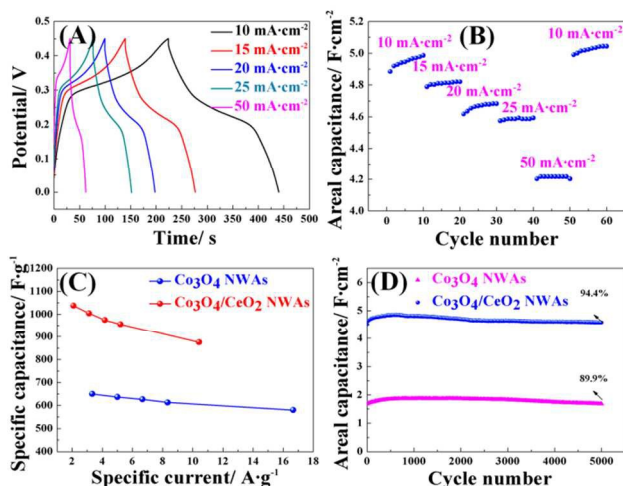 (A)
10 mA·cm-2
15 mA·cm-2
20 mA·cm-2
25 mA·cm-2
50 mA·cm-2
Potential/ V
0.5
0.4
0.3
0.2
0.1
0.0
0 50 100 150 200 250 300 350 400 450 500
Time/ s
(B)
10 mA·cm-2
15 mA·cm-2
20 mA·cm-2
25 mA·cm-2
50 mA·cm-2
10 mA·cm-2
Areal capacitance/ F·cm-2
5.2
5.0
4.8
4.6
4.4
4.2
4.0
0 10 20 30 40 50 60
Cycle number
(C)
Co3O4 NWAs
Co3O4/CeO2 NWAs
Specific capacitance/ F·g-1
1200
1040
1000
900
800
700
600
500
400
0 2 4 6 8 10 12 14 16 18
Specific current/ A·g-1
(D)
Co3O4 NWAs
Co3O4/CeO2 NWAs
94.4%
89.9%
Areal capacitance/ F·cm-2
6
5
4
3
2
1
0
0 1000 2000 3000 4000 5000
Cycle number